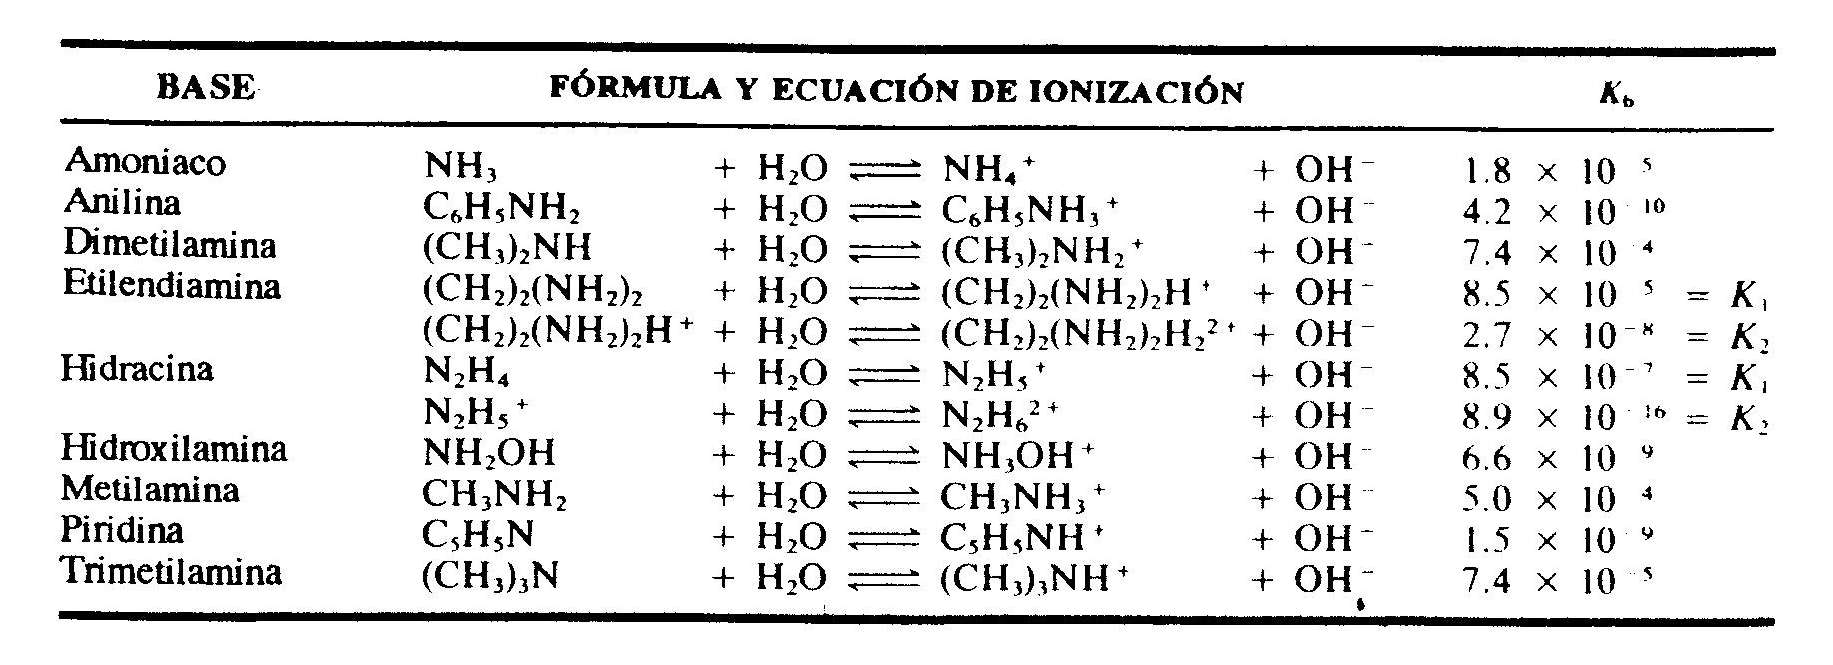 BASE FÓRMULA Y ECUACIÓN DE IONIZACIÓN K_b
Amoniaco NH₃ + H₂O ⇌ NH₄⁺ + OH⁻ 1.8 × 10 ⁵
Anilina C₆H₅NH₂ + H₂O ⇌ C₆H₅NH₃⁺ + OH⁻ 4.2 × 10 ¹⁰
Dimetilamina (CH₃)₂NH + H₂O ⇌ (CH₃)₂NH₂⁺ + OH⁻ 7.4 × 10 ⁴
Etilendiamina (CH₂)₂(NH₂)₂ + H₂O ⇌ (CH₂)₂(NH₂)₂H⁺ + OH⁻ 8.5 × 10 ⁵ = K₁
(CH₂)₂(NH₂)₂H⁺ + H₂O ⇌ (CH₂)₂(NH₂)₂H₂²⁺ + OH⁻ 2.7 × 10⁻⁸ = K₂
Hidracina N₂H₄ + H₂O ⇌ N₂H₅⁺ + OH⁻ 8.5 × 10⁻⁷ = K₁
N₂H₅⁺ + H₂O ⇌ N₂H₆²⁺ + OH⁻ 8.9 × 10⁻¹⁶ = K₂
Hidroxilamina NH₂OH + H₂O ⇌ NH₃OH⁺ + OH⁻ 6.6 × 10 ⁹
Metilamina CH₃NH₂ + H₂O ⇌ CH₃NH₃⁺ + OH⁻ 5.0 × 10 ⁴
Piridina C₅H₅N + H₂O ⇌ C₅H₅NH⁺ + OH⁻ 1.5 × 10 ⁹
Trimetilamina (CH₃)₃N + H₂O ⇌ (CH₃)₃NH⁺ + OH⁻ 7.4 × 10⁻⁵